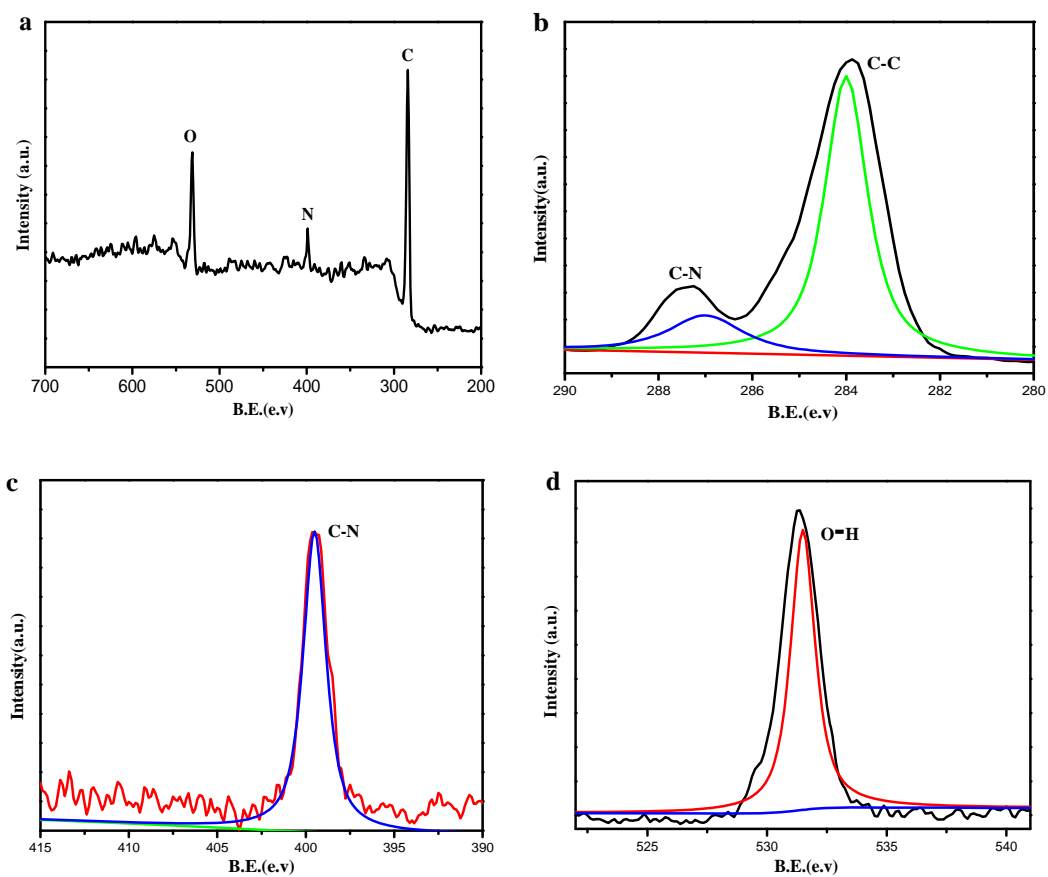 a
C
O
N
Intensity (a.u.)
700 600 500 400 300 200
B.E.(e.v)
b
C-C
C-N
Intensity(a.u.)
290 288 286 284 282 280
B.E.(e.v)
c
C-N
Intensity(a.u.)
415 410 405 400 395 390
B.E.(e.v)
d
O-H
Intensity (a.u.)
525 530 535 540
B.E.(e.v)